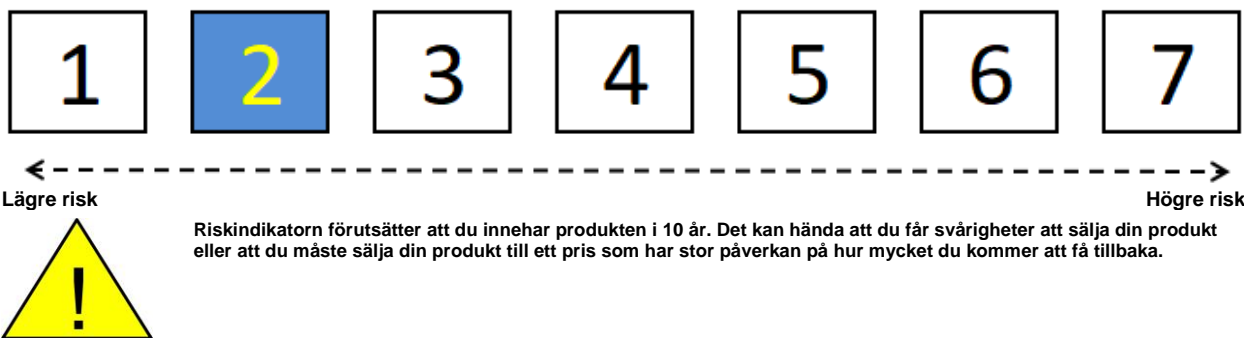 1 2 3 4 5 6 7
Lägre risk Högre risk
Riskindikatorn förutsätter att du innehar produkten i 10 år. Det kan hända att du får svårigheter att sälja din produkt
eller att du måste sälja din produkt till ett pris som har stor påverkan på hur mycket du kommer att få tillbaka.
!